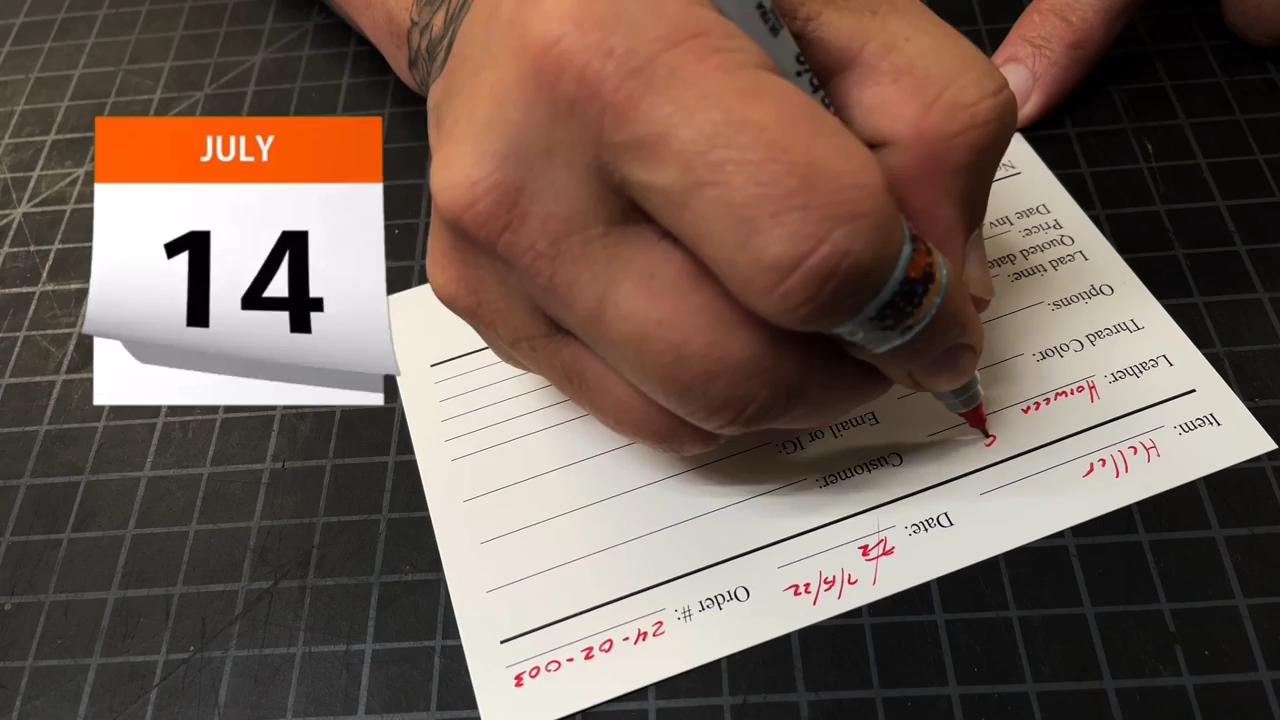 JULY
14
Item: Heller
Date: 7/15/22
Order #: 24-02-003
Leather: Horween
Customer:
Thread Color:
Email or IG:
Options:
Lead time:
Quoted date
Price:
Date Inv